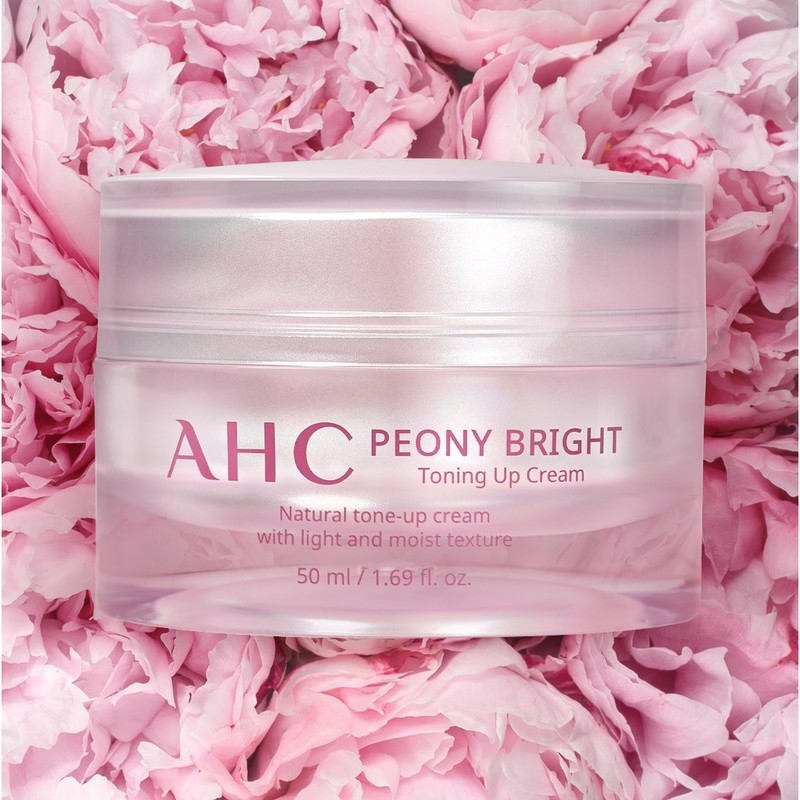 AHC PEONY BRIGHT
Toning Up Cream
Natural tone-up cream
with light and moist texture
50 ml / 1.69 fl. oz.